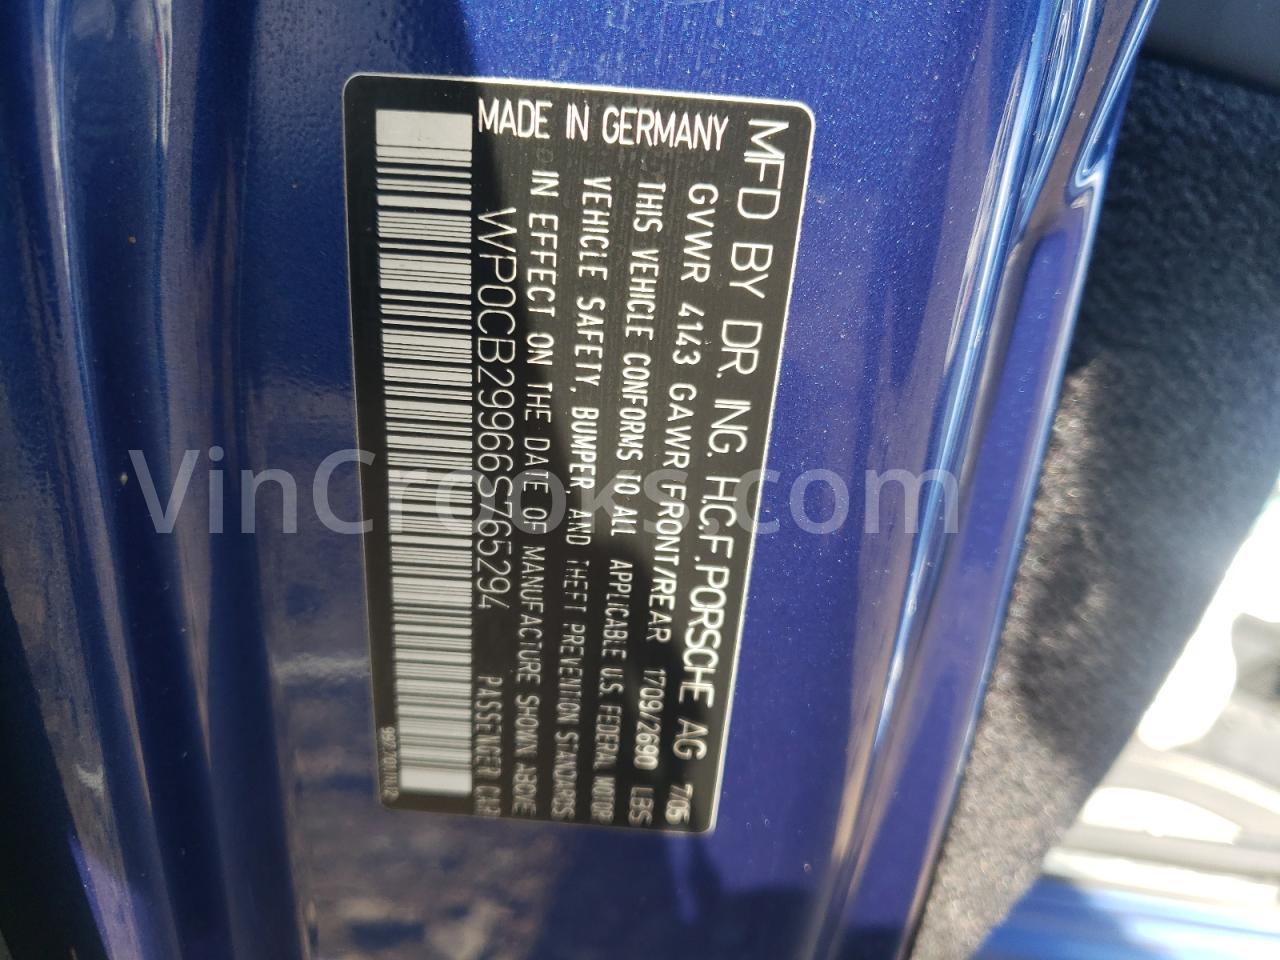 MFD BY DR. ING. H.C.F. PORSCHE AG 7/05
GVWR 4143 GAWR (FRONT/REAR 1709/2690 LBS
THIS VEHICLE CONFORMS TO ALL APPLICABLE U.S. FEDERAL MOTOR
VEHICLE SAFETY, BUMPER, AND THEFT PREVENTION STANDARDS
IN EFFECT ON THE DATE OF MANUFACTURE SHOWN ABOVE
MADE IN GERMANY
WP0CB29966S765294 PASSENGER CAR
VinCrooks.com